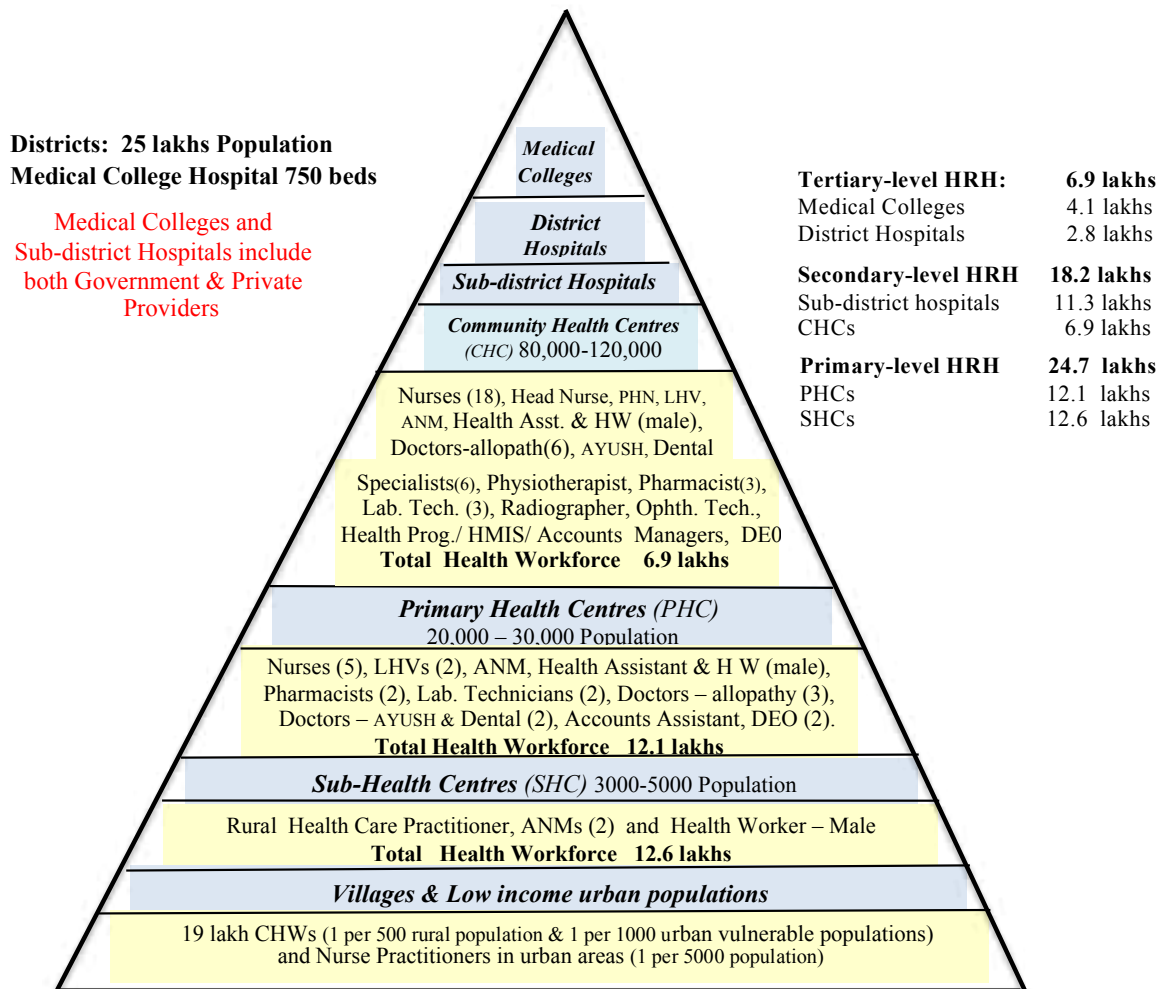 Districts: 25 lakhs Population
Medical College Hospital 750 beds
Medical Colleges and
Sub-district Hospitals include
both Government & Private
Providers
Medical
Colleges
District
Hospitals
Sub-district Hospitals
Community Health Centres
(CHC) 80,000-120,000
Nurses (18), Head Nurse, PHN, LHV,
ANM, Health Asst. & HW (male),
Doctors-allopath(6), AYUSH, Dental
Specialists(6), Physiotherapist, Pharmacist(3),
Lab. Tech. (3), Radiographer, Ophth. Tech.,
Health Prog./ HMIS/ Accounts Managers, DE0
Total Health Workforce 6.9 lakhs
Primary Health Centres (PHC)
20,000 – 30,000 Population
Nurses (5), LHVs (2), ANM, Health Assistant & H W (male),
Pharmacists (2), Lab. Technicians (2), Doctors – allopathy (3),
Doctors – AYUSH & Dental (2), Accounts Assistant, DEO (2).
Total Health Workforce 12.1 lakhs
Sub-Health Centres (SHC) 3000-5000 Population
Rural Health Care Practitioner, ANMs (2) and Health Worker – Male
Total Health Workforce 12.6 lakhs
Villages & Low income urban populations
19 lakh CHWs (1 per 500 rural population & 1 per 1000 urban vulnerable populations)
and Nurse Practitioners in urban areas (1 per 5000 population)
Tertiary-level HRH: 6.9 lakhs
Medical Colleges 4.1 lakhs
District Hospitals 2.8 lakhs
Secondary-level HRH 18.2 lakhs
Sub-district hospitals 11.3 lakhs
CHCs 6.9 lakhs
Primary-level HRH 24.7 lakhs
PHCs 12.1 lakhs
SHCs 12.6 lakhs